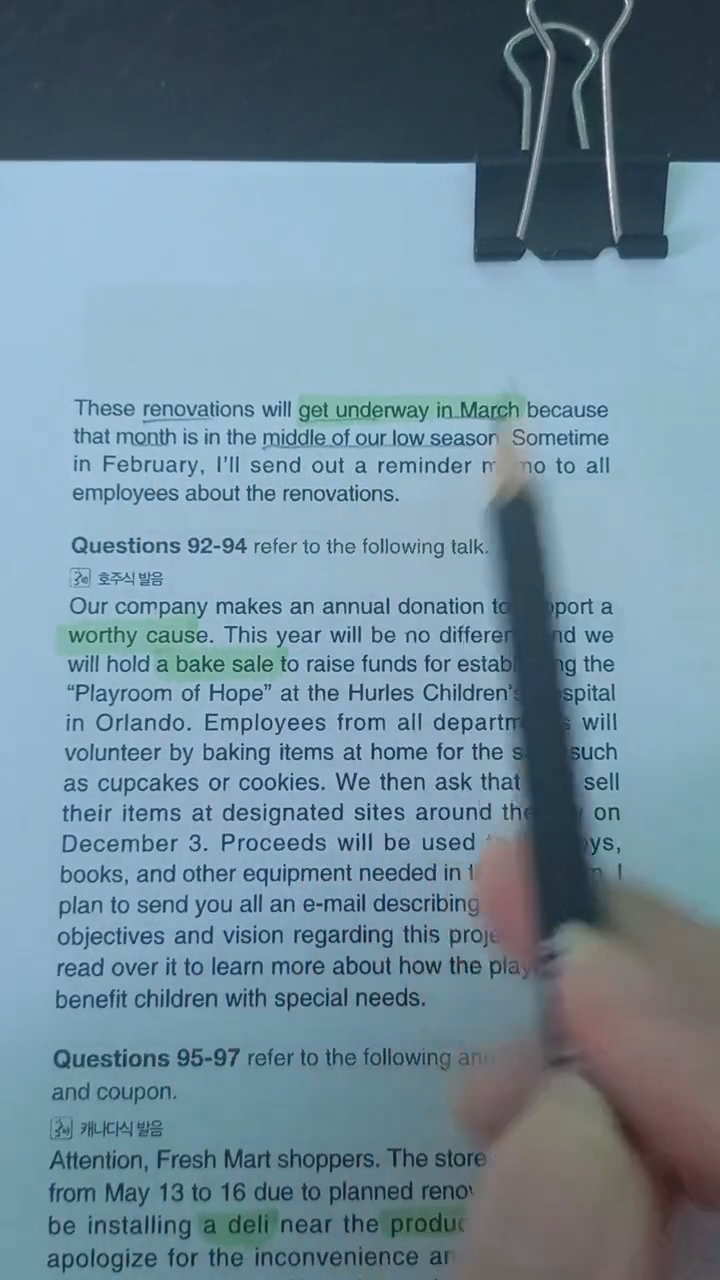 These renovations will get underway in March because
that month is in the middle of our low season. Sometime
in February, I'll send out a reminder to all
employees about the renovations.
Questions 92-94 refer to the following talk.
호주식 발음
Our company makes an annual donation to a
worthy cause. This year will be no and we
will hold a bake sale to raise funds for the
“Playroom of Hope” at the Hurles Children's
in Orlando. Employees from all will
volunteer by baking items at home for the such
as cupcakes or cookies. We then ask that sell
their items at designated sites around on
December 3. Proceeds will be used
books, and other equipment needed in I
plan to send you all an e-mail describing
objectives and vision regarding this
read over it to learn more about how the
benefit children with special needs.
Questions 95-97 refer to the following
and coupon.
캐나다식 발음
Attention, Fresh Mart shoppers. The store
from May 13 to 16 due to planned
be installing a deli near the
apologize for the inconvenience